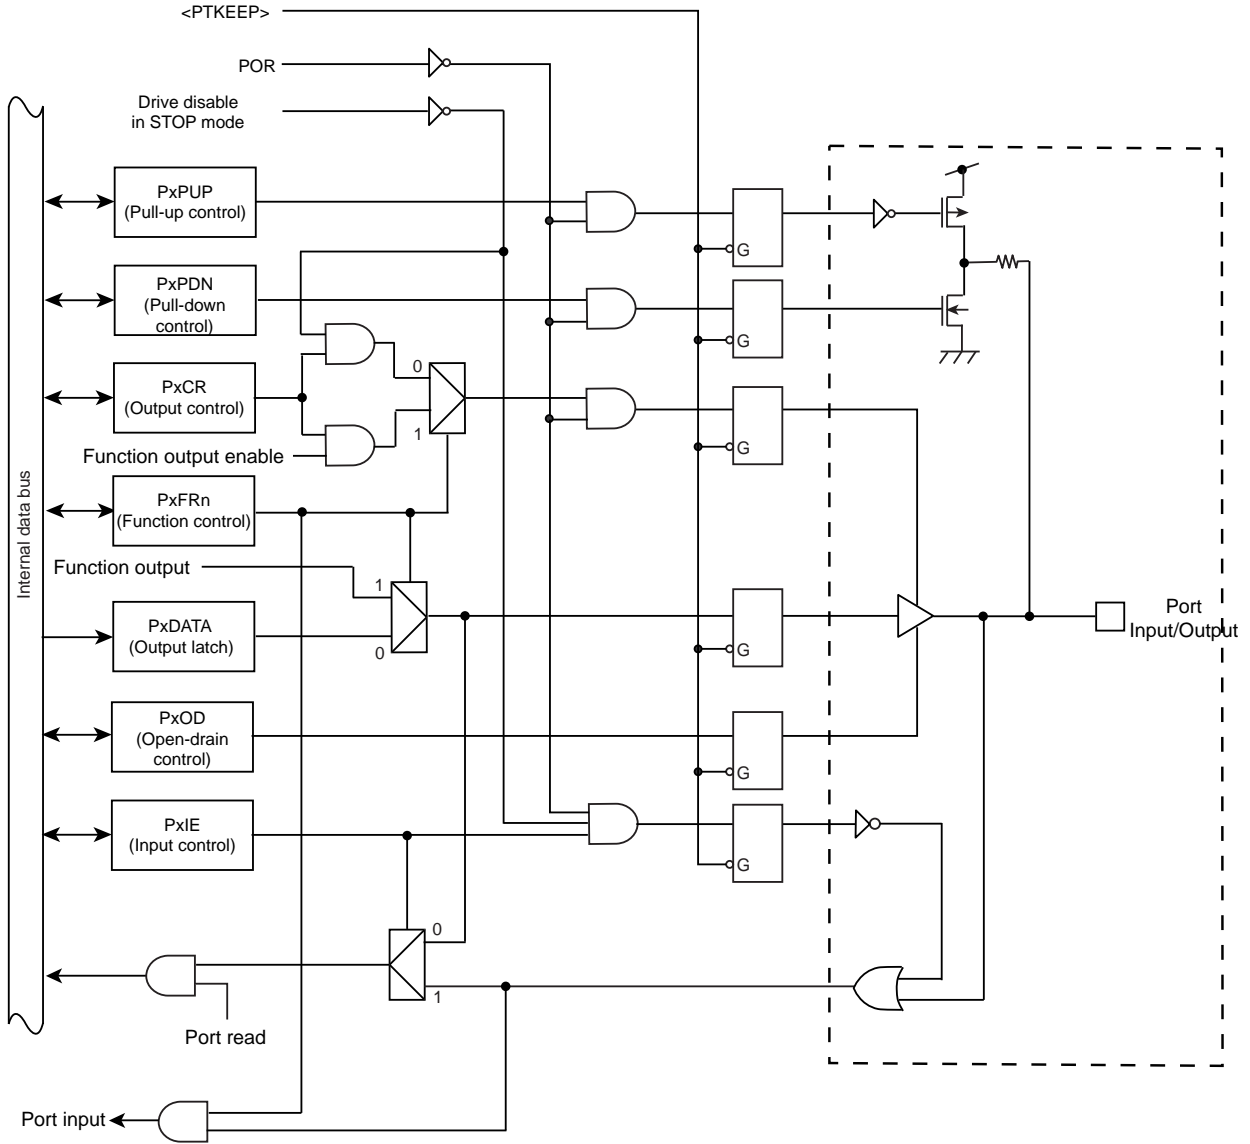 <PTKEEP>
POR
Drive disable
in STOP mode
PxPUP
(Pull-up control)
G
PxPDN
(Pull-down
control)
G
PxCR
(Output control)
0
1
G
Function output enable
PxFRn
(Function control)
Internal data bus
Function output
1
0
PxDATA
(Output latch)
G
Port
Input/Output
PxOD
(Open-drain
control)
G
PxIE
(Input control)
G
0
1
Port read
Port input